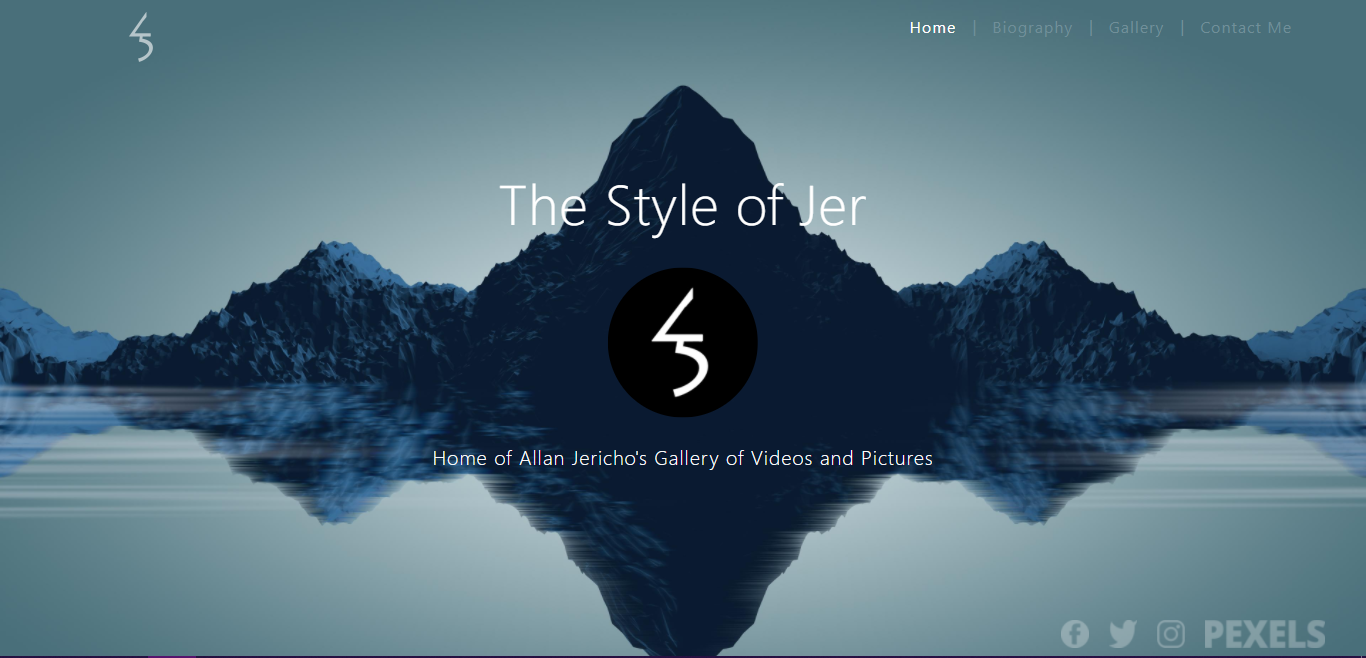 Home | Biography | Gallery | Contact Me
The Style of Jer
Home of Allan Jericho's Gallery of Videos and Pictures
PEXELS